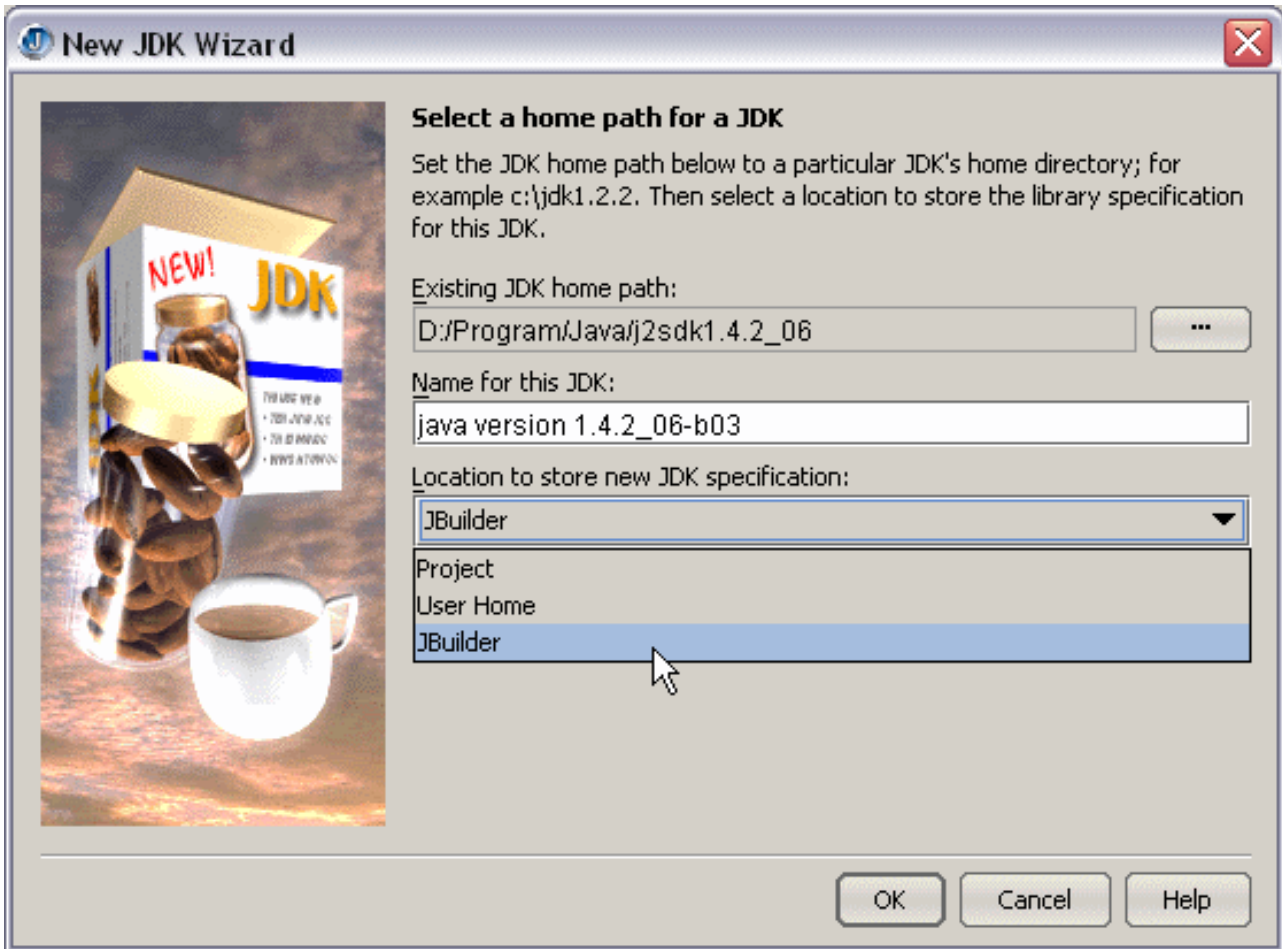 New JDK Wizard
Select a home path for a JDK
Set the JDK home path below to a particular JDK's home directory; for
example c:\jdk1.2.2. Then select a location to store the library specification
for this JDK.
NEW!
JDK
Existing JDK home path:
D:/Program/Java/j2sdk1.4.2_06
...
Name for this JDK:
java version 1.4.2_06-b03
Location to store new JDK specification:
JBuilder
Project
User Home
JBuilder
OK
Cancel
Help